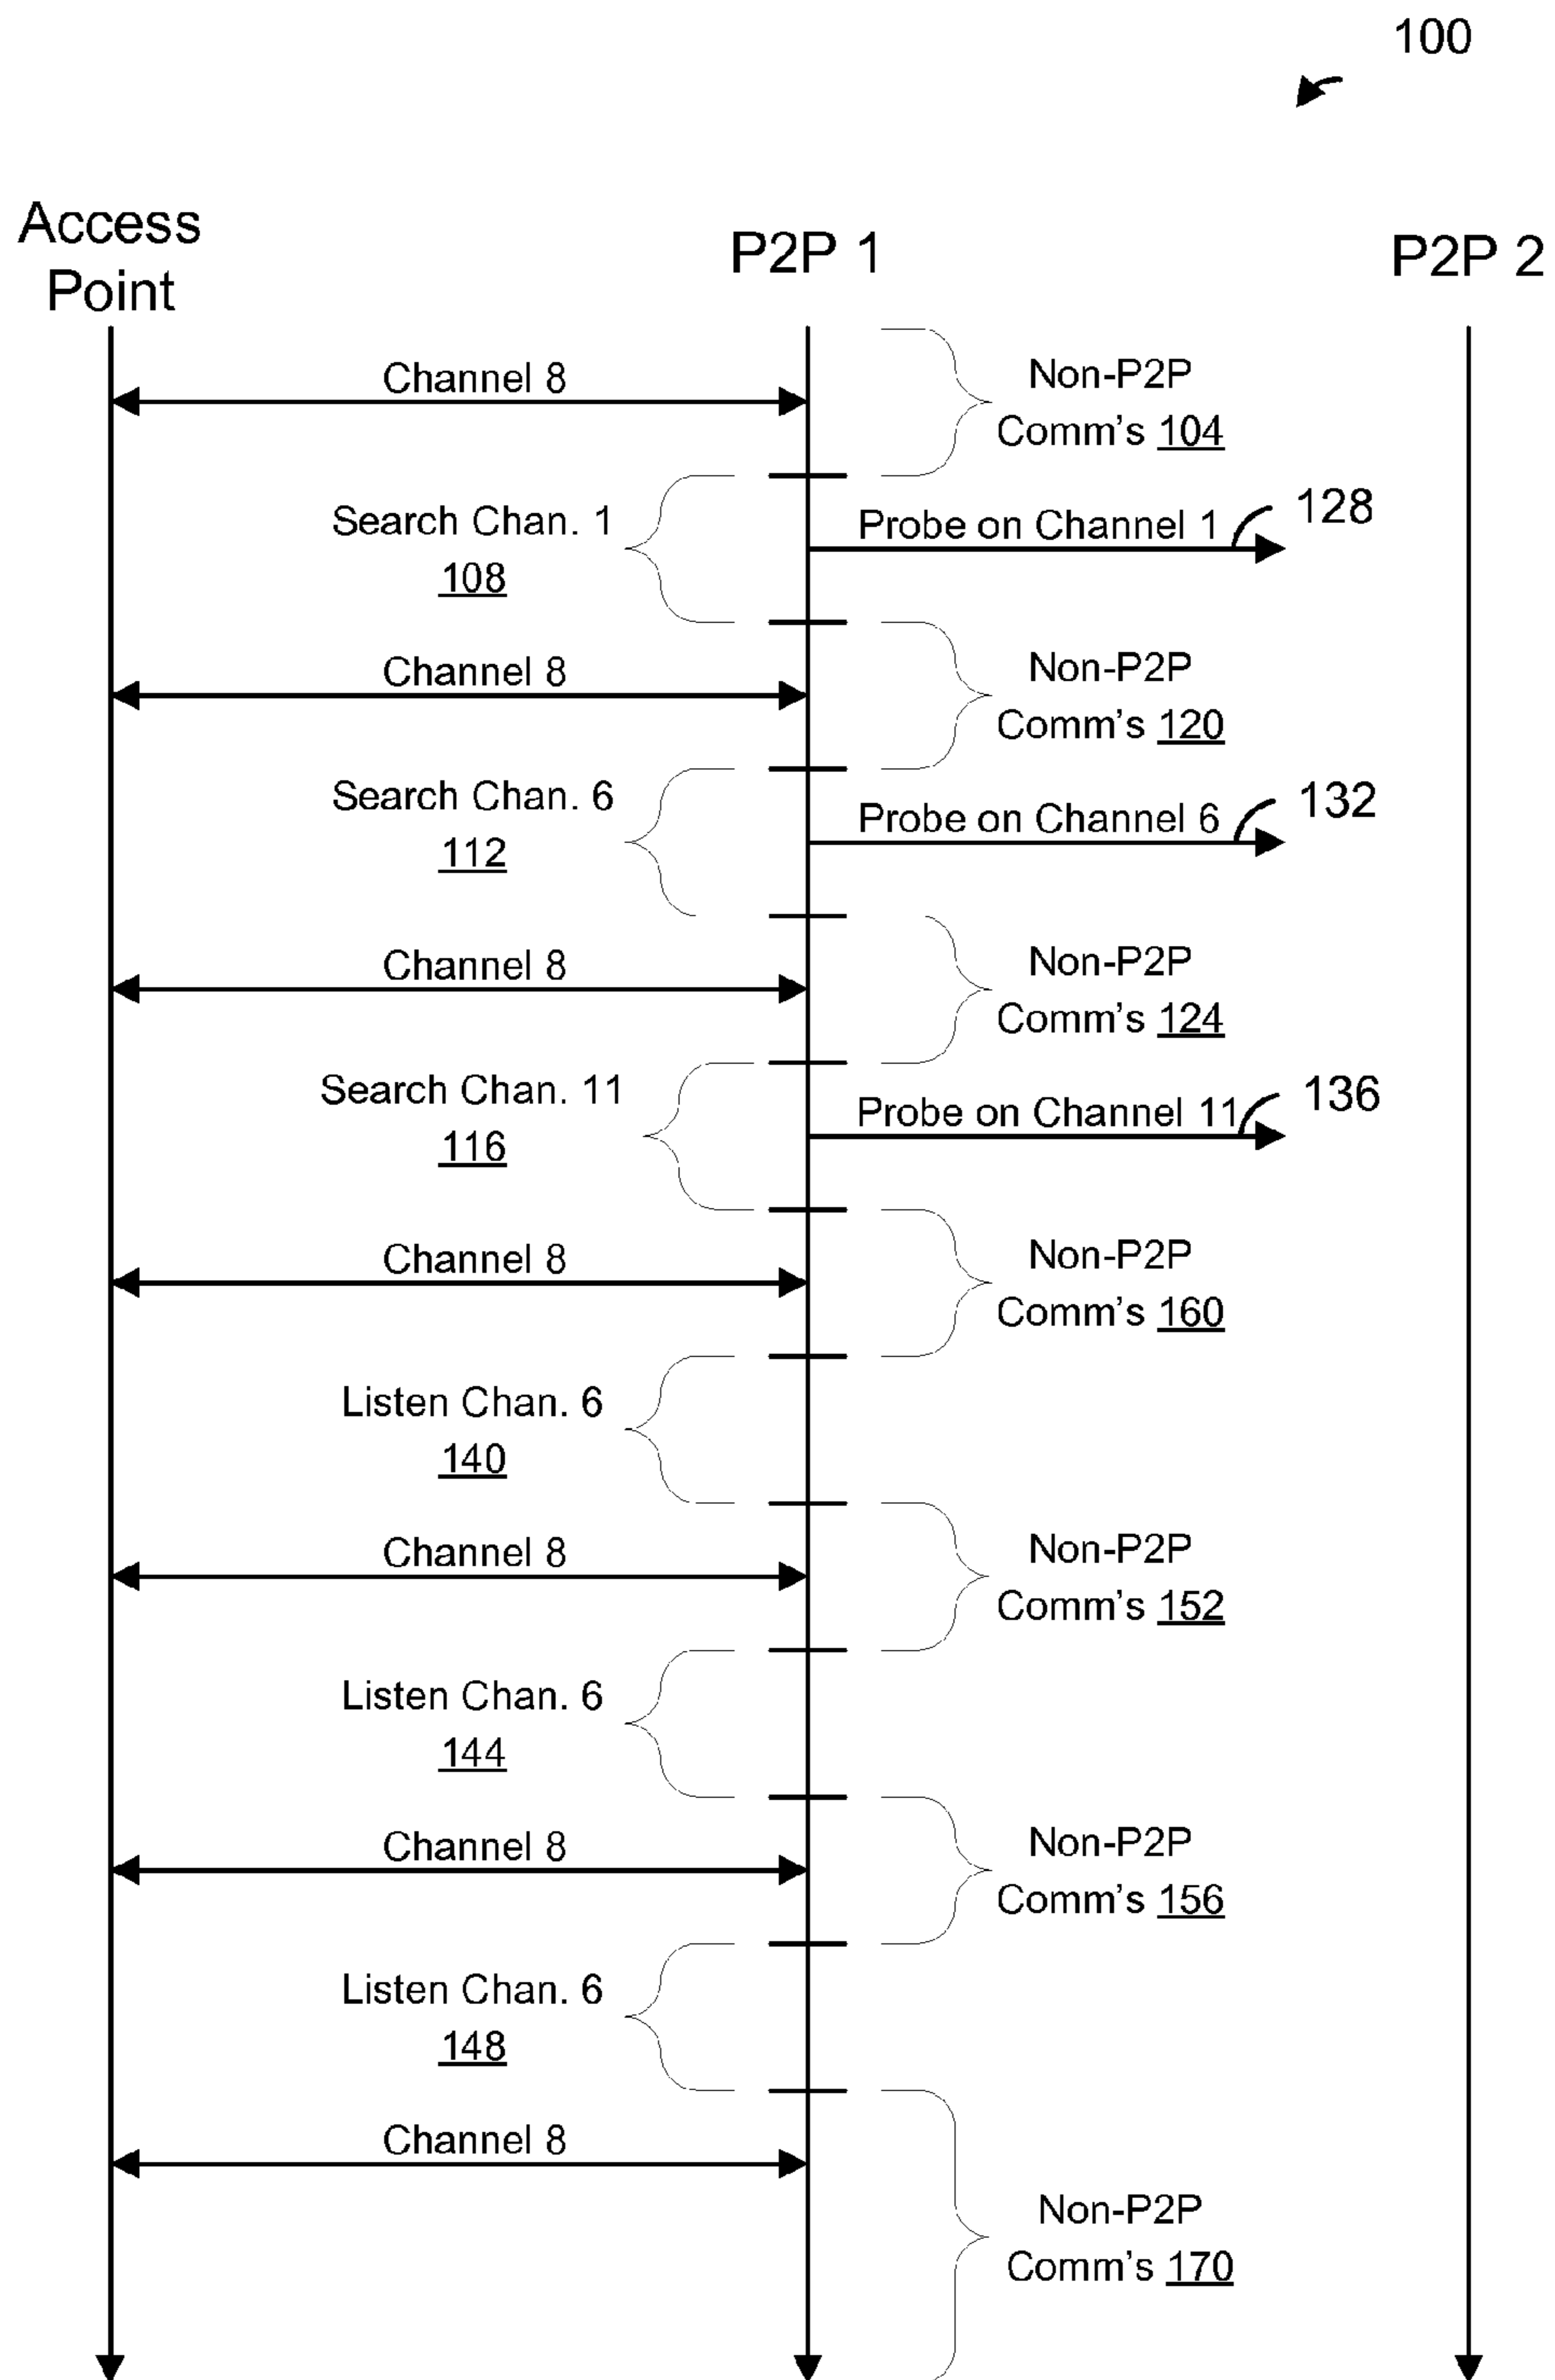 100
Access
Point
P2P 1
P2P 2
Channel 8
Non-P2P
Comm's 104
Search Chan. 1
108
Probe on Channel 1
128
Channel 8
Non-P2P
Comm's 120
Search Chan. 6
112
Probe on Channel 6
132
Channel 8
Non-P2P
Comm's 124
Search Chan. 11
116
Probe on Channel 11
136
Channel 8
Non-P2P
Comm's 160
Listen Chan. 6
140
Channel 8
Non-P2P
Comm's 152
Listen Chan. 6
144
Channel 8
Non-P2P
Comm's 156
Listen Chan. 6
148
Channel 8
Non-P2P
Comm's 170